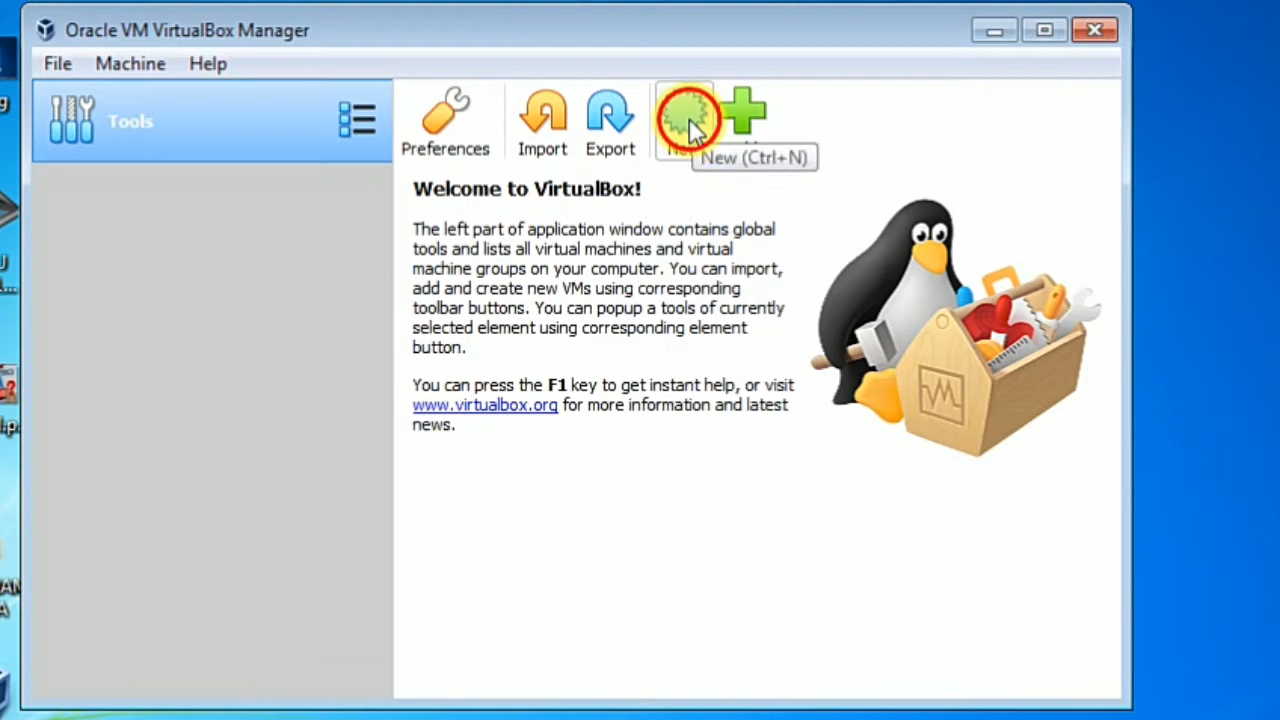 Oracle VM VirtualBox Manager
File Machine Help
Tools
Preferences Import Export
New (Ctrl+N)
Welcome to VirtualBox!
The left part of application window contains global
tools and lists all virtual machines and virtual
machine groups on your computer. You can import,
add and create new VMs using corresponding
toolbar buttons. You can popup a tools of currently
selected element using corresponding element
button.
You can press the F1 key to get instant help, or visit
www.virtualbox.org for more information and latest
news.